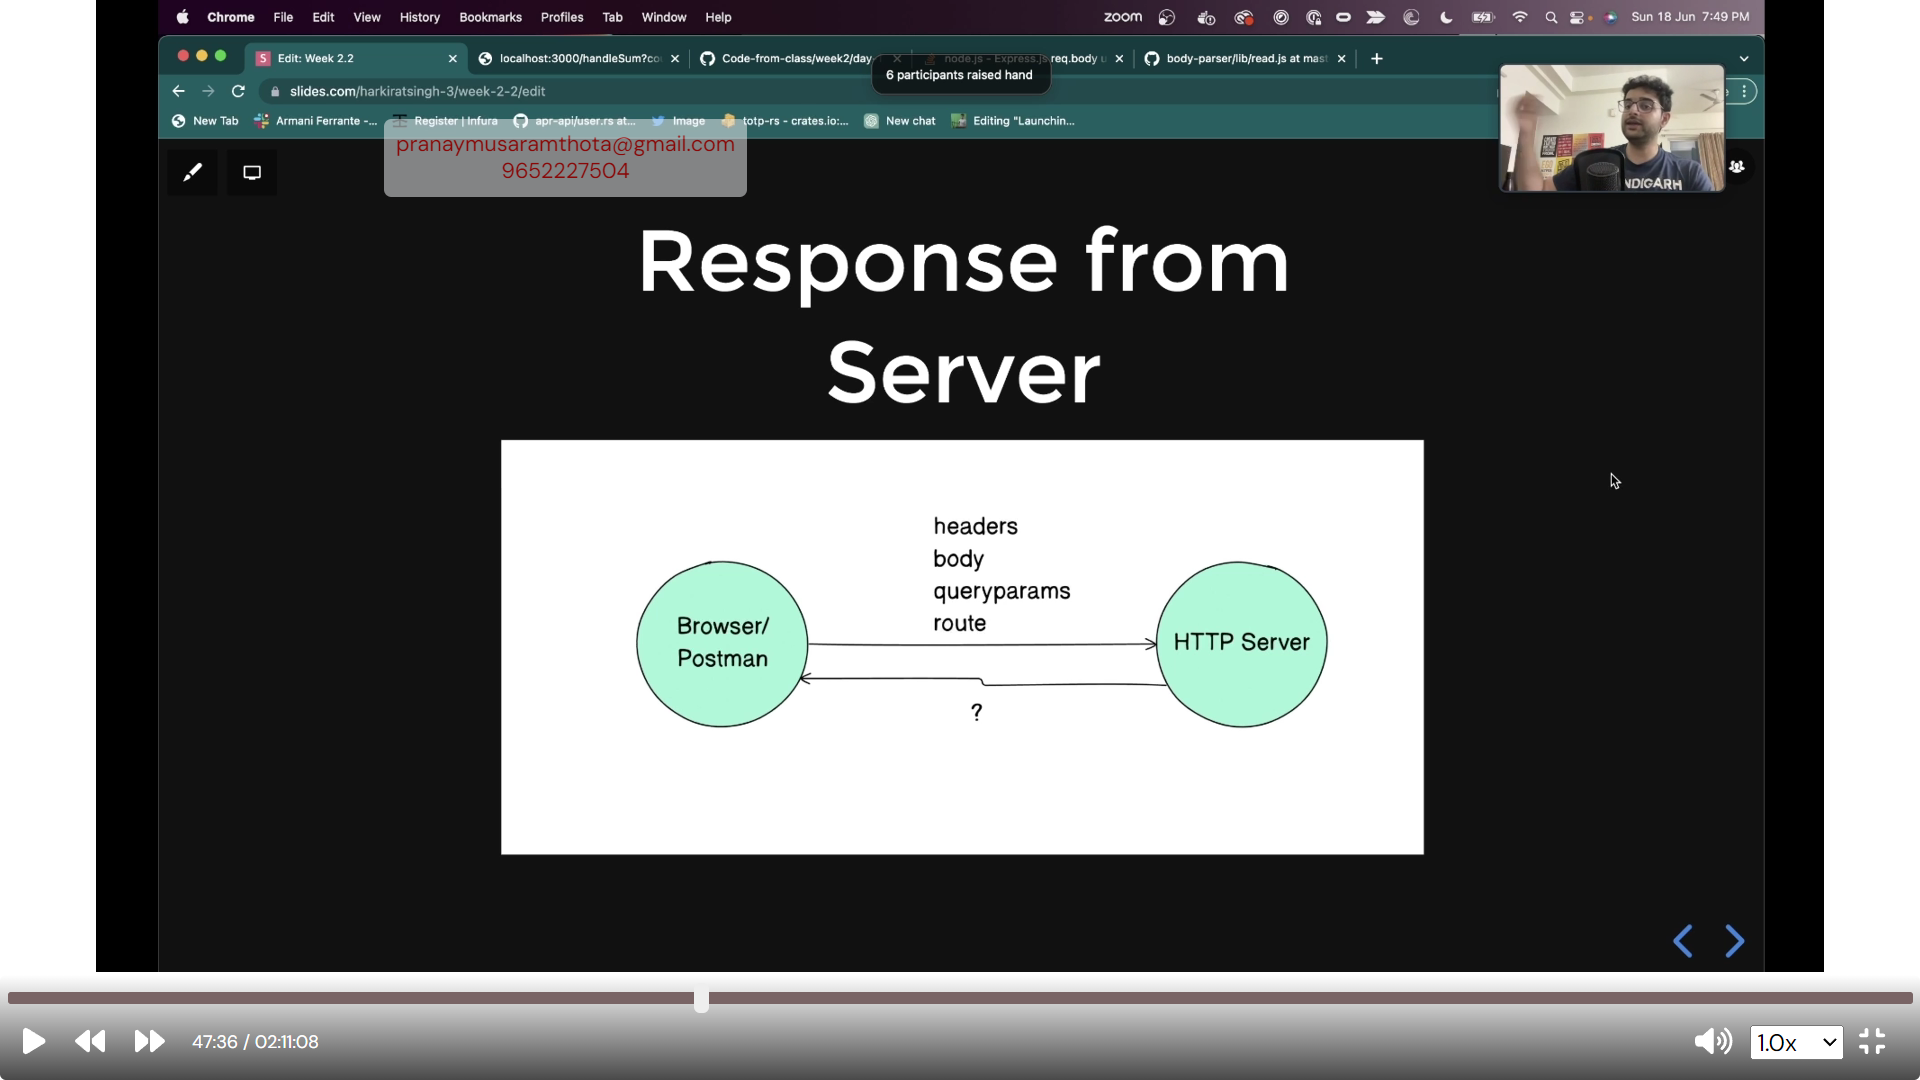 Chrome File Edit View History Bookmarks Profiles Tab Window Help
zoom
Sun 18 Jun 7:49 PM
S Edit: Week 2.2
localhost:3000/handleSum?co
Code-from-class/week2/day
node.js - Express.js req.body u
body-parser/lib/read.js at mast
6 participants raised hand
slides.com/harkiratsingh-3/week-2-2/edit
New Tab
Armani Ferrante -...
Register | Infura
apr-api/user.rs at...
Image
totp-rs - crates.io:...
New chat
Editing "Launchin...
pranaymusaramthota@gmail.com
9652227504
NDIGARH
Response from
Server
headers
body
queryparams
route
Browser/
Postman
HTTP Server
?
47:36 / 02:11:08
1.0x